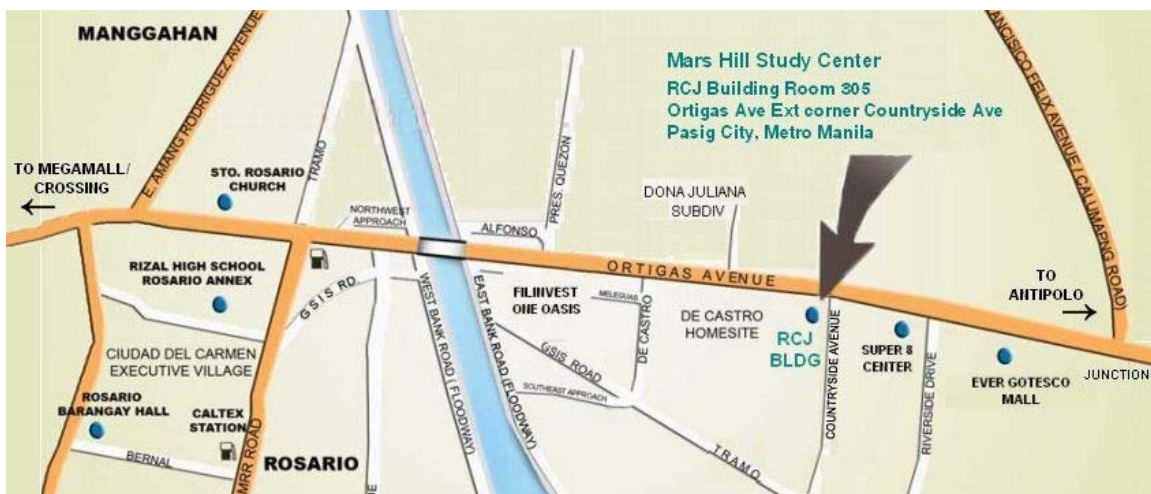 MANGGAHAN
E. AMANG RODRIGUEZ AVENUE
TO MEGAMALL/
CROSSING
STO. ROSARIO
CHURCH
TRAMO
NORTHWEST
APPROACH
ALFONSO
PRES. QUEZON
Mars Hill Study Center
RCJ Building Room 305
Ortigas Ave Ext corner Countryside Ave
Pasig City, Metro Manila
DONA JULIANA
SUBDIV
FRANCISICO FELIX AVENUE / CALUMAPNG ROAD)
ORTIGAS AVENUE
TO
ANTIPOLO
RIZAL HIGH SCHOOL
ROSARIO ANNEX
GSIS RD
WEST BANK ROAD (FLOODWAY)
EAST BANK ROAD (FLOODWAY)
FILINVEST
ONE OASIS
MELEGUAS
DE CASTRO
DE CASTRO
HOMESITE
RCJ
BLDG
COUNTRYSIDE AVENUE
SUPER 8
CENTER
RIVERSIDE DRIVE
EVER GOTESCO
MALL
JUNCTION
CIUDAD DEL CARMEN
EXECUTIVE VILLAGE
GSIS ROAD
SOUTHEAST APPROACH
TRAMO
ROSARIO
BARANGAY HALL
CALTEX
STATION
BERNAL
MRR ROAD
ROSARIO